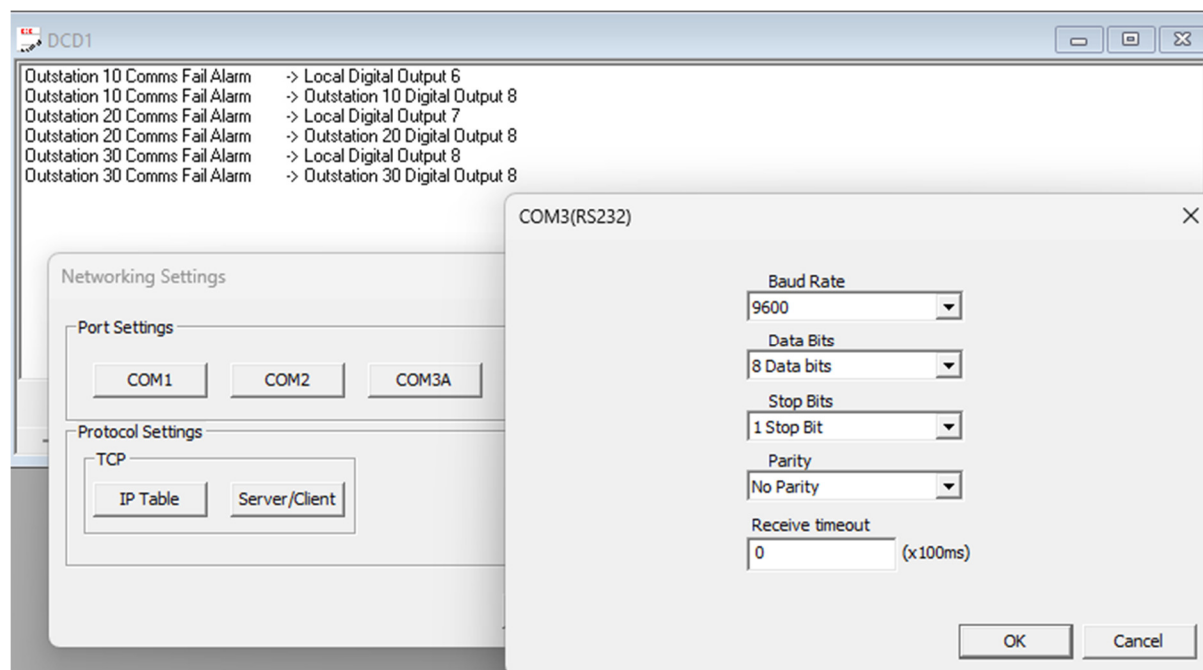 DCD1
Outstation 10 Comms Fail Alarm -> Local Digital Output 6
Outstation 10 Comms Fail Alarm -> Outstation 10 Digital Output 8
Outstation 20 Comms Fail Alarm -> Local Digital Output 7
Outstation 20 Comms Fail Alarm -> Outstation 20 Digital Output 8
Outstation 30 Comms Fail Alarm -> Local Digital Output 8
Outstation 30 Comms Fail Alarm -> Outstation 30 Digital Output 8
Networking Settings
Port Settings
COM1 COM2 COM3A
Protocol Settings
TCP
IP Table Server/Client
COM3(RS232)
Baud Rate
9600
Data Bits
8 Data bits
Stop Bits
1 Stop Bit
Parity
No Parity
Receive timeout
0 (x100ms)
OK Cancel